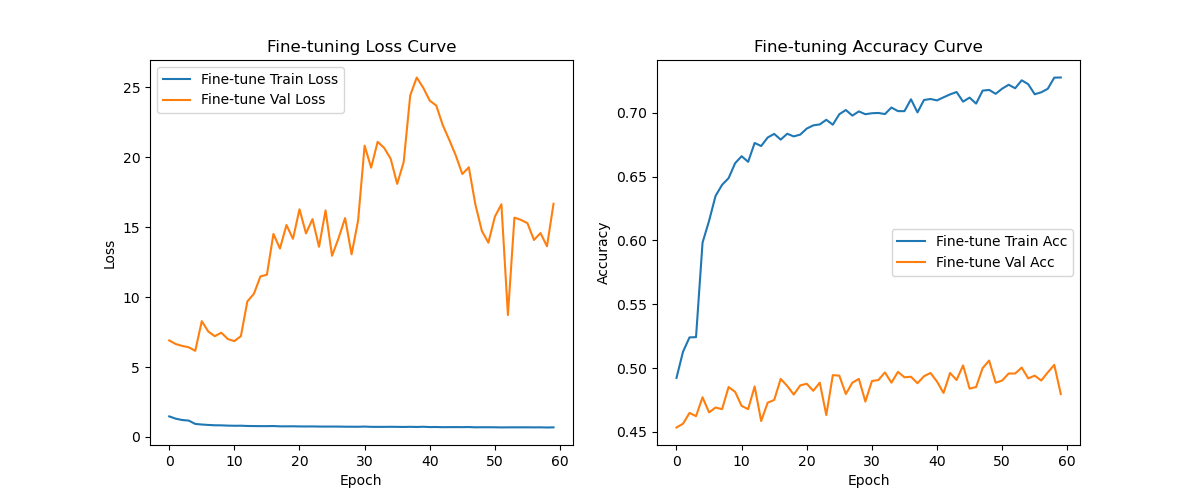 Fine-tuning Loss Curve
Fine-tune Train Loss
Fine-tune Val Loss
Loss
25
20
15
10
5
0
0 10 20 30 40 50 60
Epoch
Fine-tuning Accuracy Curve
Accuracy
0.70
0.65
0.60
0.55
0.50
0.45
Fine-tune Train Acc
Fine-tune Val Acc
0 10 20 30 40 50 60
Epoch